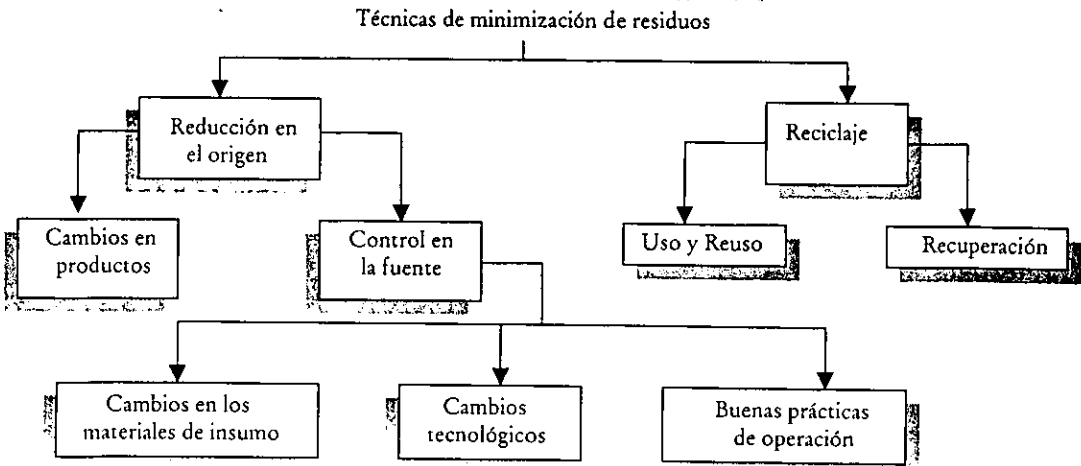 Técnicas de minimización de residuos
Reducción en
el origen
Reciclaje
Cambios en
productos
Control en
la fuente
Uso y Reuso
Recuperación
Cambios en los
materiales de insumo
Cambios
tecnológicos
Buenas prácticas
de operación